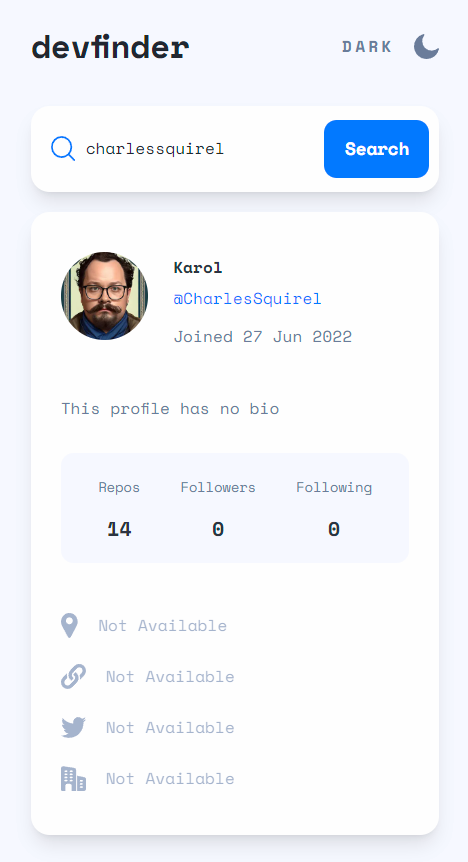 devfinder
DARK
charlessquirel
Search
Karol
@CharlesSquirel
Joined 27 Jun 2022
This profile has no bio
Repos Followers Following
14 0 0
Not Available
Not Available
Not Available
Not Available